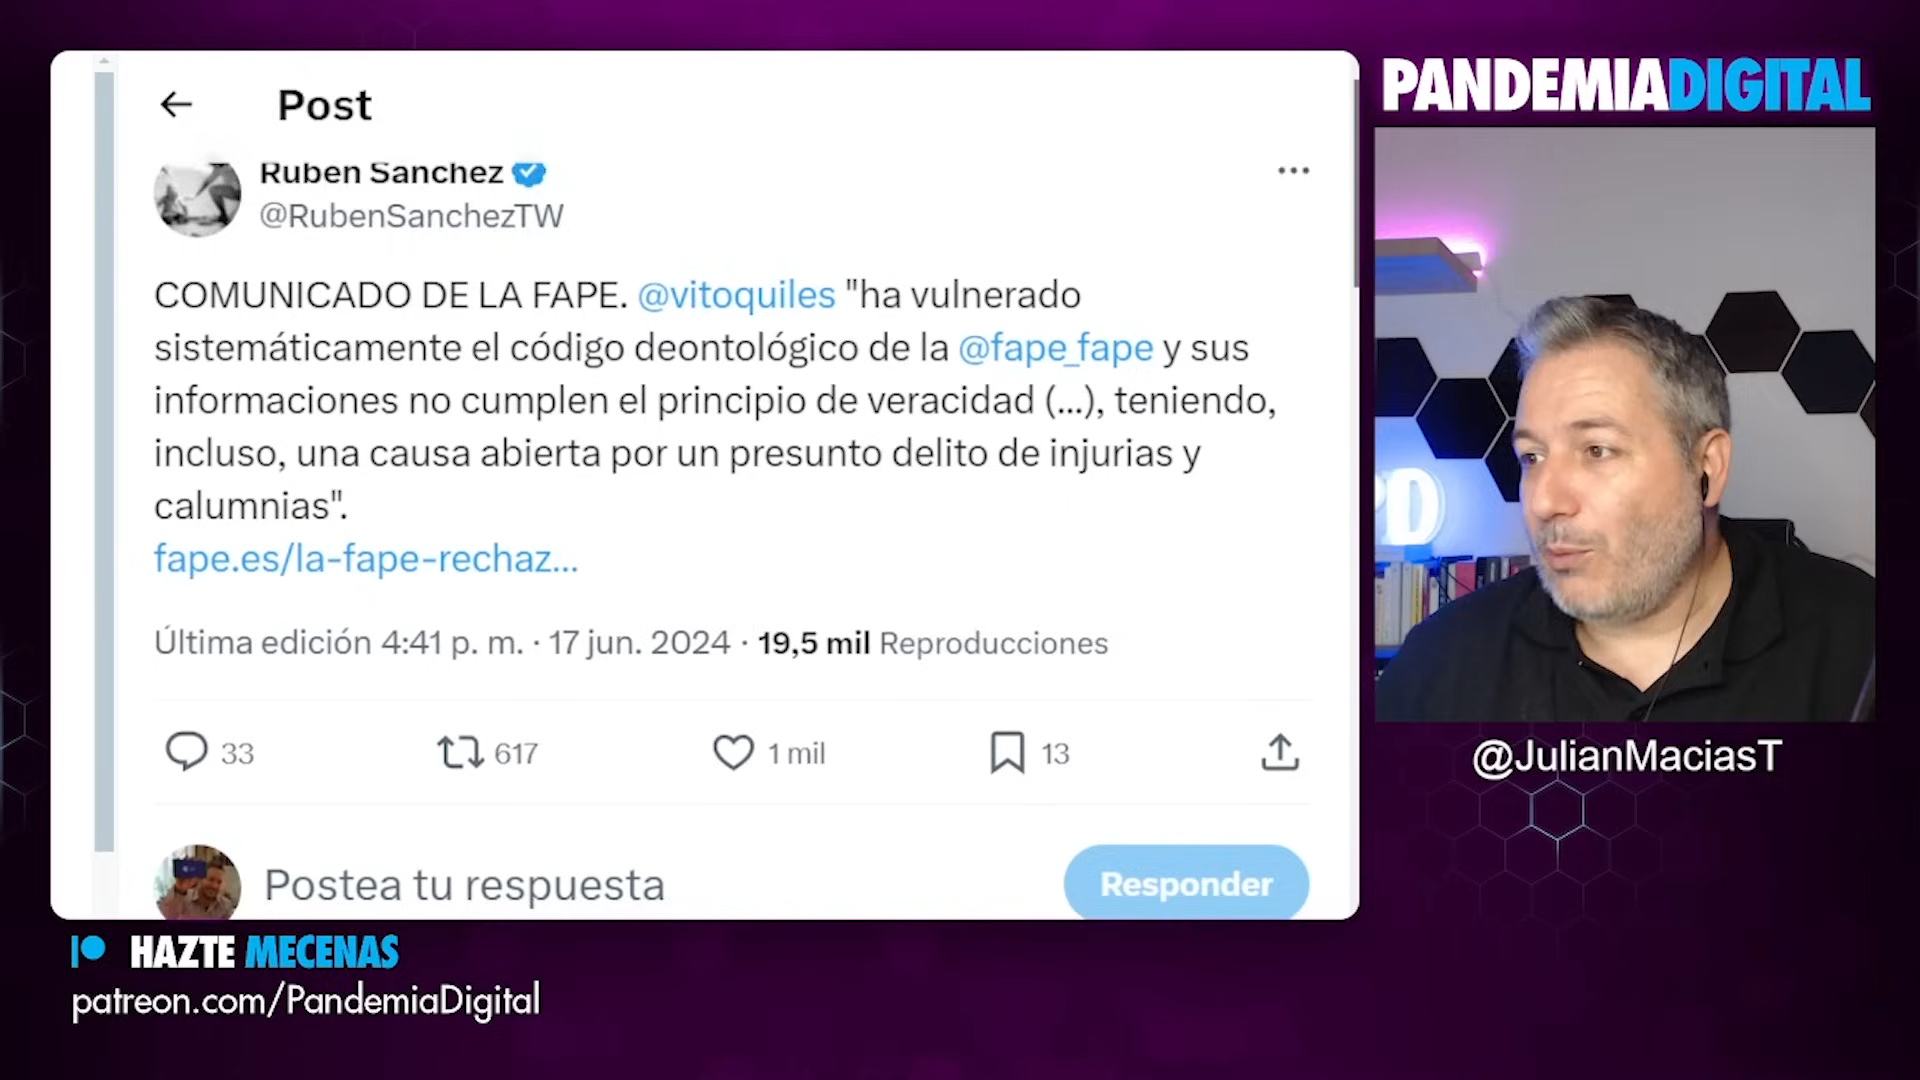 Post
PANDEMIADIGITAL
Ruben Sanchez
@RubenSanchezTW
COMUNICADO DE LA FAPE. @vitoquiles "ha vulnerado
sistemáticamente el código deontológico de la @fape_fape y sus
informaciones no cumplen el principio de veracidad (...), teniendo,
incluso, una causa abierta por un presunto delito de injurias y
calumnias".
fape.es/la-fape-rechaz...
Última edición 4:41 p. m. · 17 jun. 2024 · 19,5 mil Reproducciones
33 617 1 mil 13
Postea tu respuesta
Responder
PD
@JulianMaciasT
HAZTE MECENAS
patreon.com/PandemiaDigital